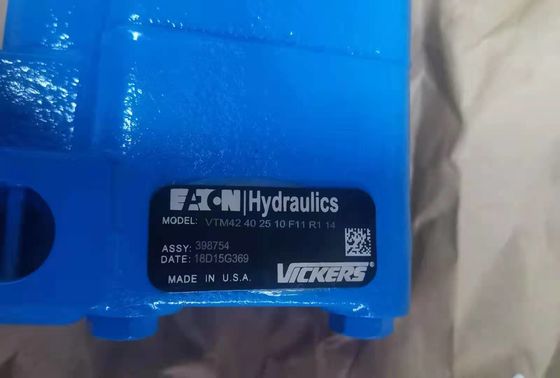 EATON Hydraulics
MODEL: VTM42 40 25 10 F11 R1 14
ASSY: 398754
DATE: 18D15G369
MADE IN U.S.A. VICKERS